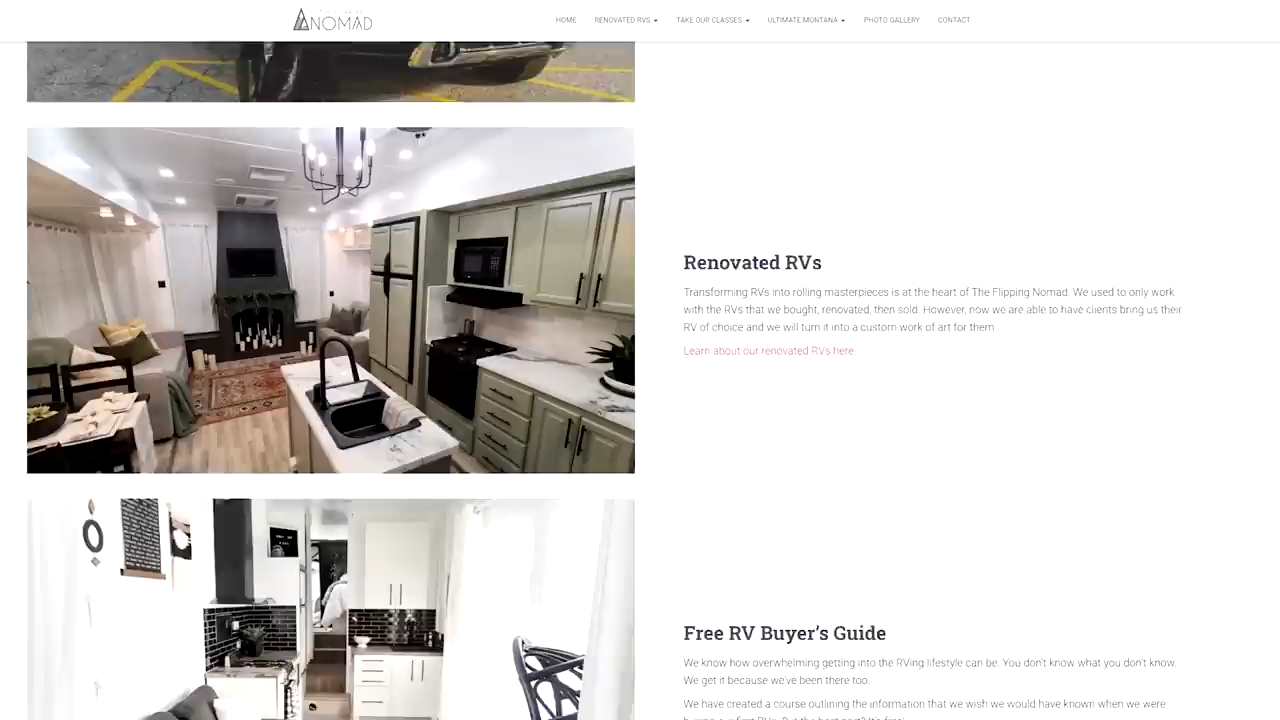 NOMAD
HOME
RENOVATED RVS
TAKE OUR CLASSES
ULTIMATE MONTANA
PHOTO GALLERY
CONTACT
Renovated RVs
Transforming RVs into rolling masterpieces is at the heart of The Flipping Nomad. We used to only work
with the RVs that we bought, renovated, then sold. However, now we are able to have clients bring us their
RV of choice and we will turn it into a custom work of art for them.
Learn about our renovated RVs here
Free RV Buyer’s Guide
We know how overwhelming getting into the RVing lifestyle can be. You don't know what you don't know.
We get it because we've been there too.
We have created a course outlining the information that we wish we would have known when we were